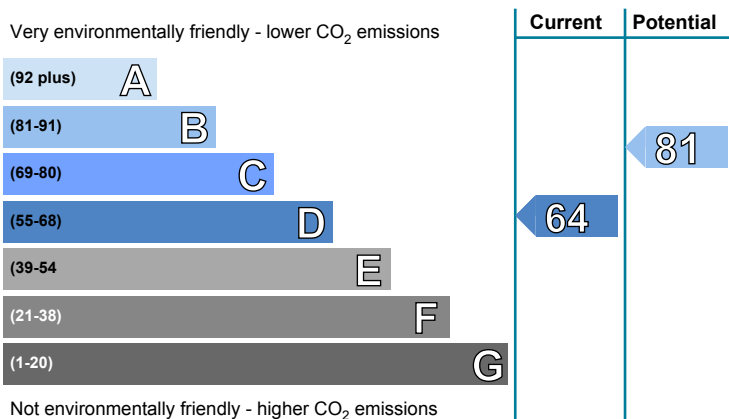 Very environmentally friendly - lower CO2 emissions
Current
Potential
(92 plus) A
(81-91) B
(69-80) C
(55-68) D
(39-54 E
(21-38) F
(1-20) G
81
64
Not environmentally friendly - higher CO2 emissions